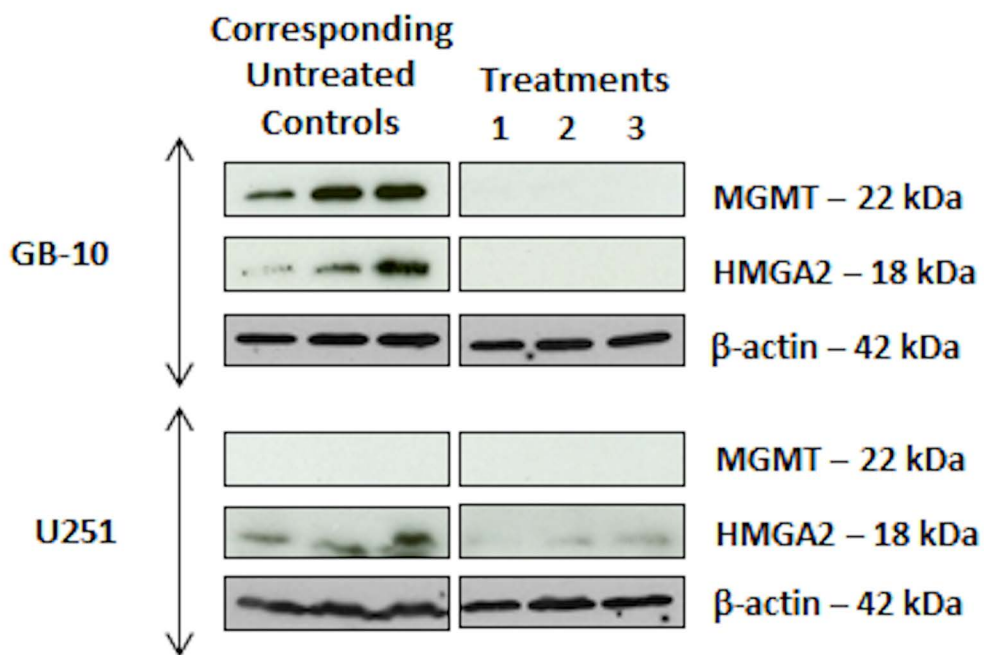 Corresponding
Untreated
Controls
Treatments
1 2 3
GB-10
MGMT – 22 kDa
HMGA2 – 18 kDa
β-actin – 42 kDa
U251
MGMT – 22 kDa
HMGA2 – 18 kDa
β-actin – 42 kDa